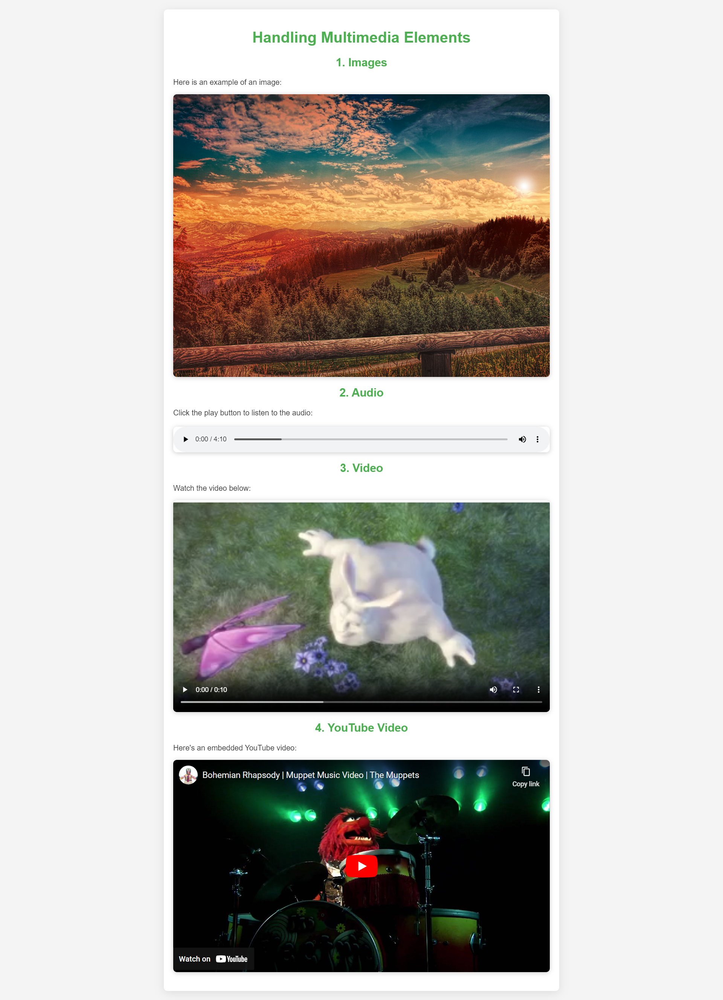 Handling Multimedia Elements
1. Images
Here is an example of an image:
2. Audio
Click the play button to listen to the audio:
0:00 / 4:10
3. Video
Watch the video below:
0:00 / 0:10
4. YouTube Video
Here's an embedded YouTube video:
Bohemian Rhapsody | Muppet Music Video | The Muppets
Copy link
Watch on YouTube